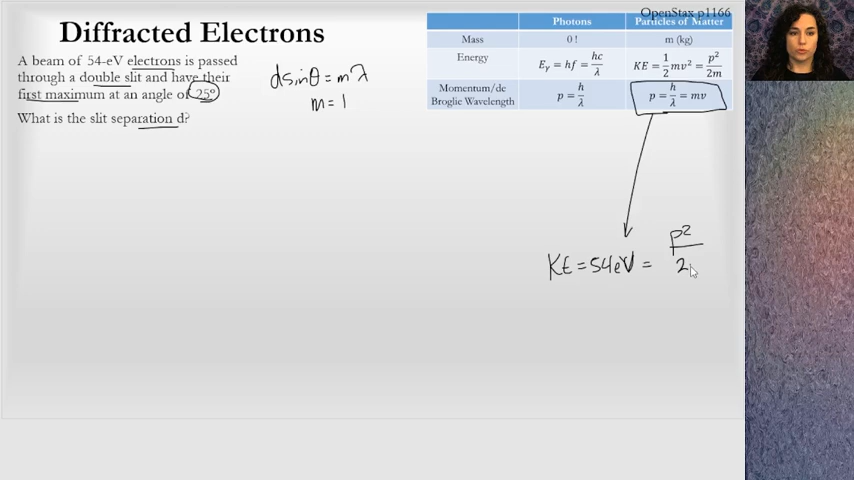 OpenStax p1166
Diffracted Electrons
A beam of 54-eV electrons is passed
through a double slit and have their
first maximum at an angle of 25°
What is the slit separation d?
dsinθ = mλ
m = 1
Photons Particles of Matter
Mass 0 ! m (kg)
Energy E_γ = hf = hc/λ KE = 1/2 mv² = p²/2m
Momentum/de Broglie Wavelength p = h/λ p = h/λ = mv
KE = 54eV = p²/2